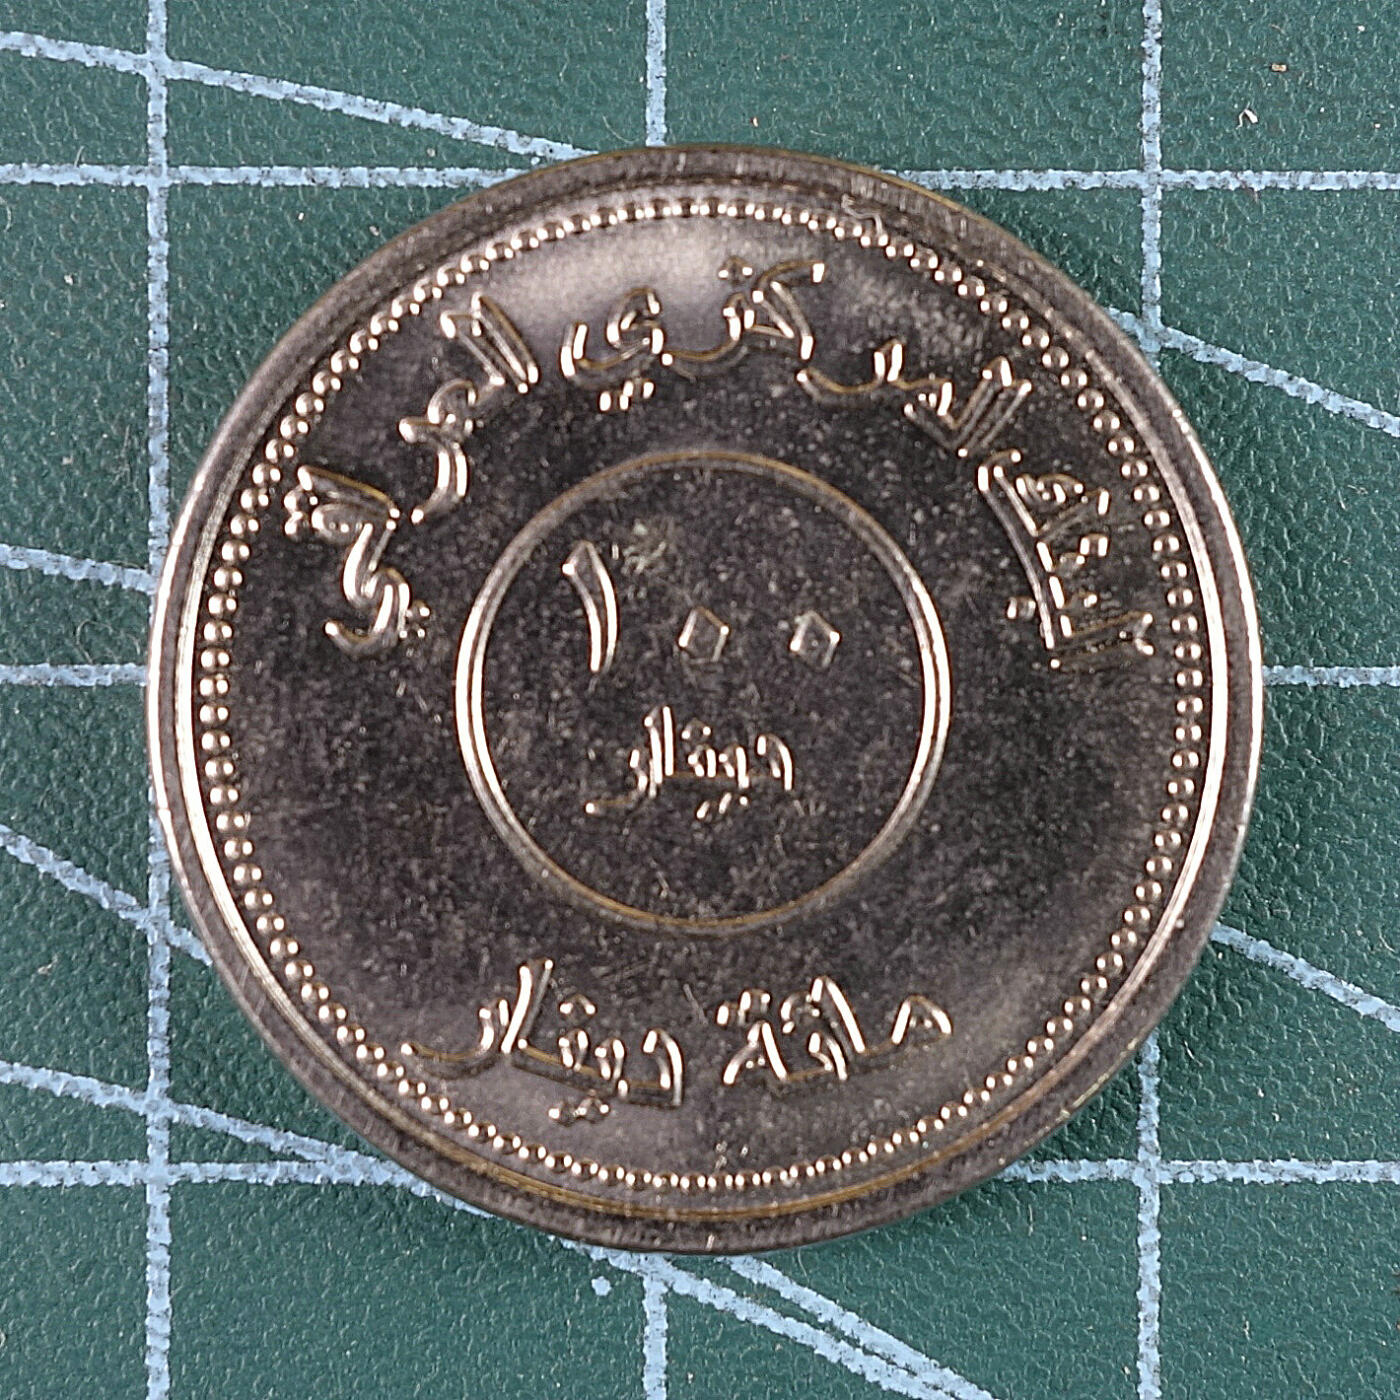 البنك المركزي العراقي
١٠٠
دينار
مائة دينار